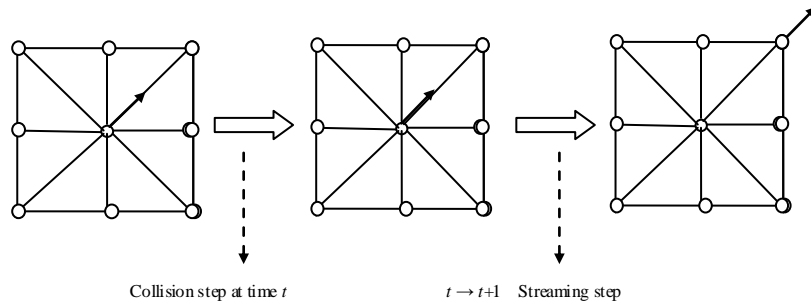 Collision step at time t
t → t+1 Streaming step